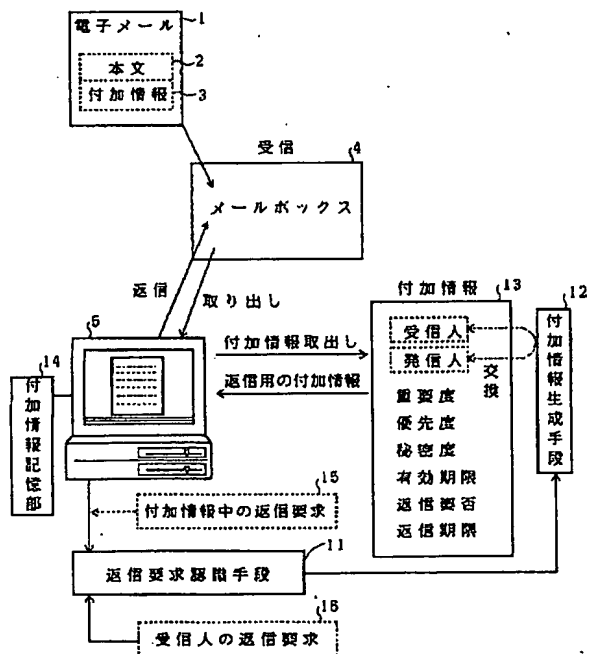 電子メール
1
本文
2
付加情報
3
受信
4
メールボックス
返信
取り出し
5
付加情報取出し
返信用の付加情報
14
付加情報記憶部
付加情報
13
受信人
発信人
交換
重要度
優先度
秘密度
有効期限
返信要否
返信期限
12
付加情報生成手段
15
付加情報中の返信要求
11
返信要求認識手段
16
受信人の返信要求